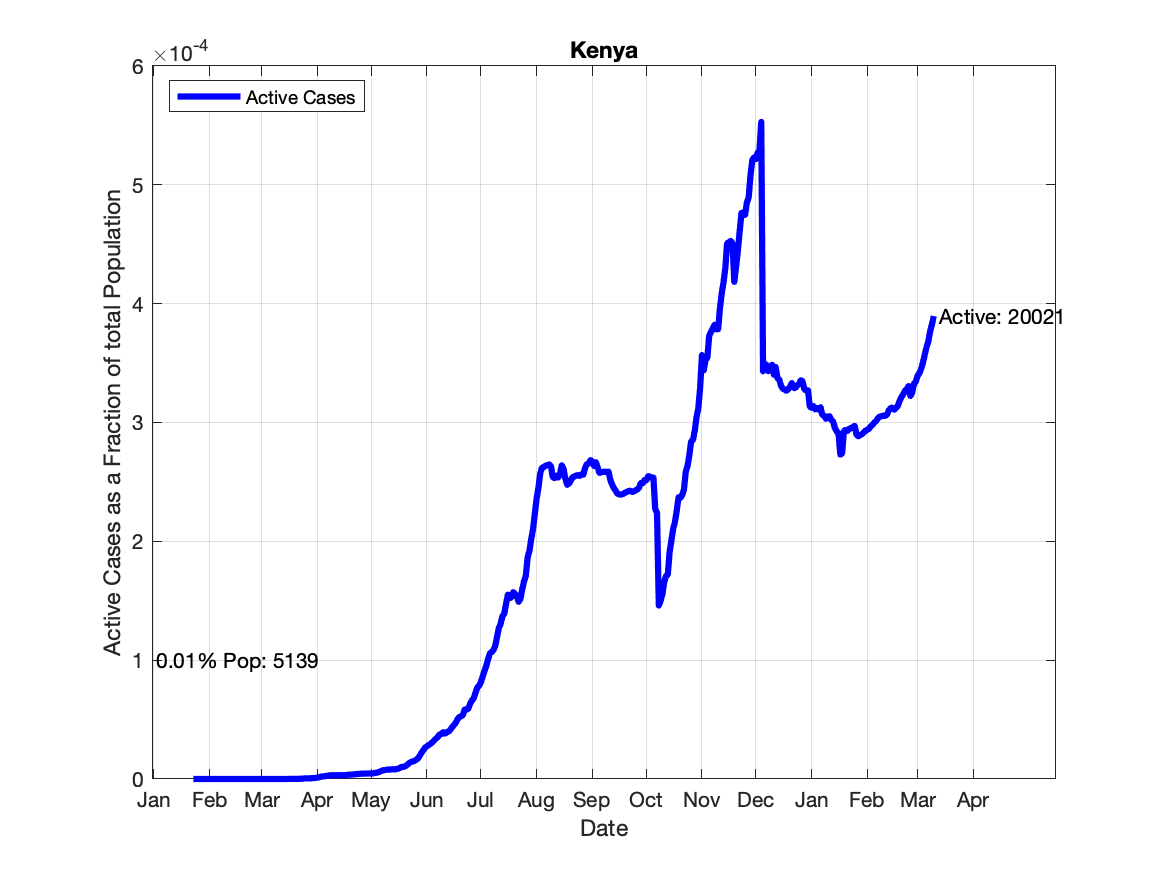 Kenya
×10-4
6
Active Cases
5
4
Active: 20021
3
2
1
0.01% Pop: 5139
0
Jan Feb Mar Apr May Jun Jul Aug Sep Oct Nov Dec Jan Feb Mar Apr
Date
Active Cases as a Fraction of total Population